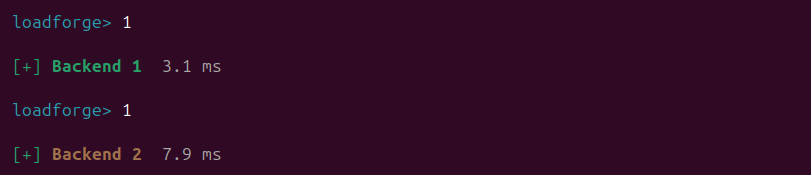 loadforge> 1
[+] Backend 1  3.1 ms
loadforge> 1
[+] Backend 2  7.9 ms